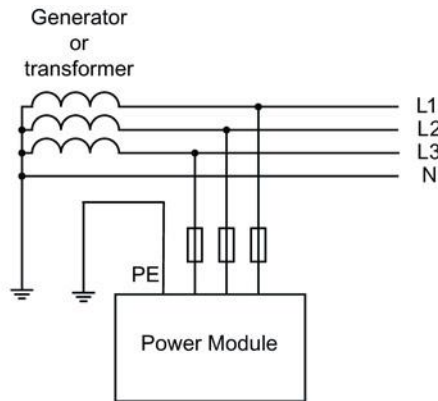 Generator
or
transformer
L1
L2
L3
N
PE
Power Module